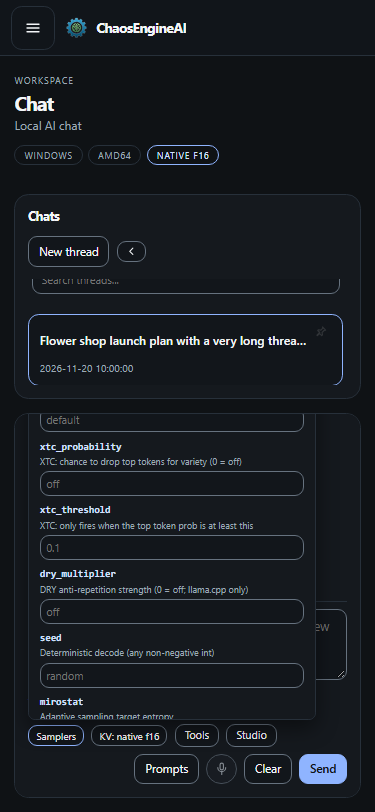 ChaosEngineAI
WORKSPACE
Chat
Local AI chat
WINDOWS
AMD64
NATIVE F16
Chats
New thread
Search threads...
Flower shop launch plan with a very long threa...
2026-11-20 10:00:00
default
xtc_probability
XTC: chance to drop top tokens for variety (0 = off)
off
xtc_threshold
XTC: only fires when the top token prob is at least this
0.1
dry_multiplier
DRY anti-repetition strength (0 = off; llama.cpp only)
off
seed
Deterministic decode (any non-negative int)
random
mirostat
Adaptive sampling target entropy
Samplers
KV: native f16
Tools
Studio
Prompts
Clear
Send